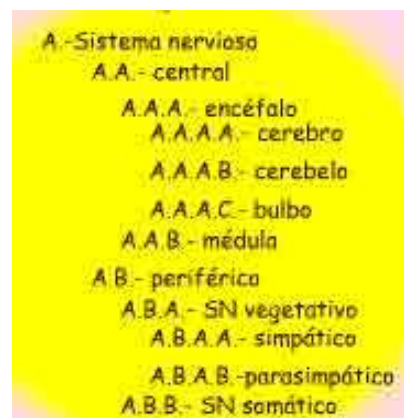 A.-Sistema nervioso
A.A.- central
A.A.A.- encéfalo
A.A.A.A.- cerebro
A.A.A.B.- cerebelo
A.A.A.C.- bulbo
A.A.B.- médula
A.B.- periférico
A.B.A.- SN vegetativo
A.B.A.A.- simpático
A.B.A.B.-parasimpático
A.B.B.- SN somático